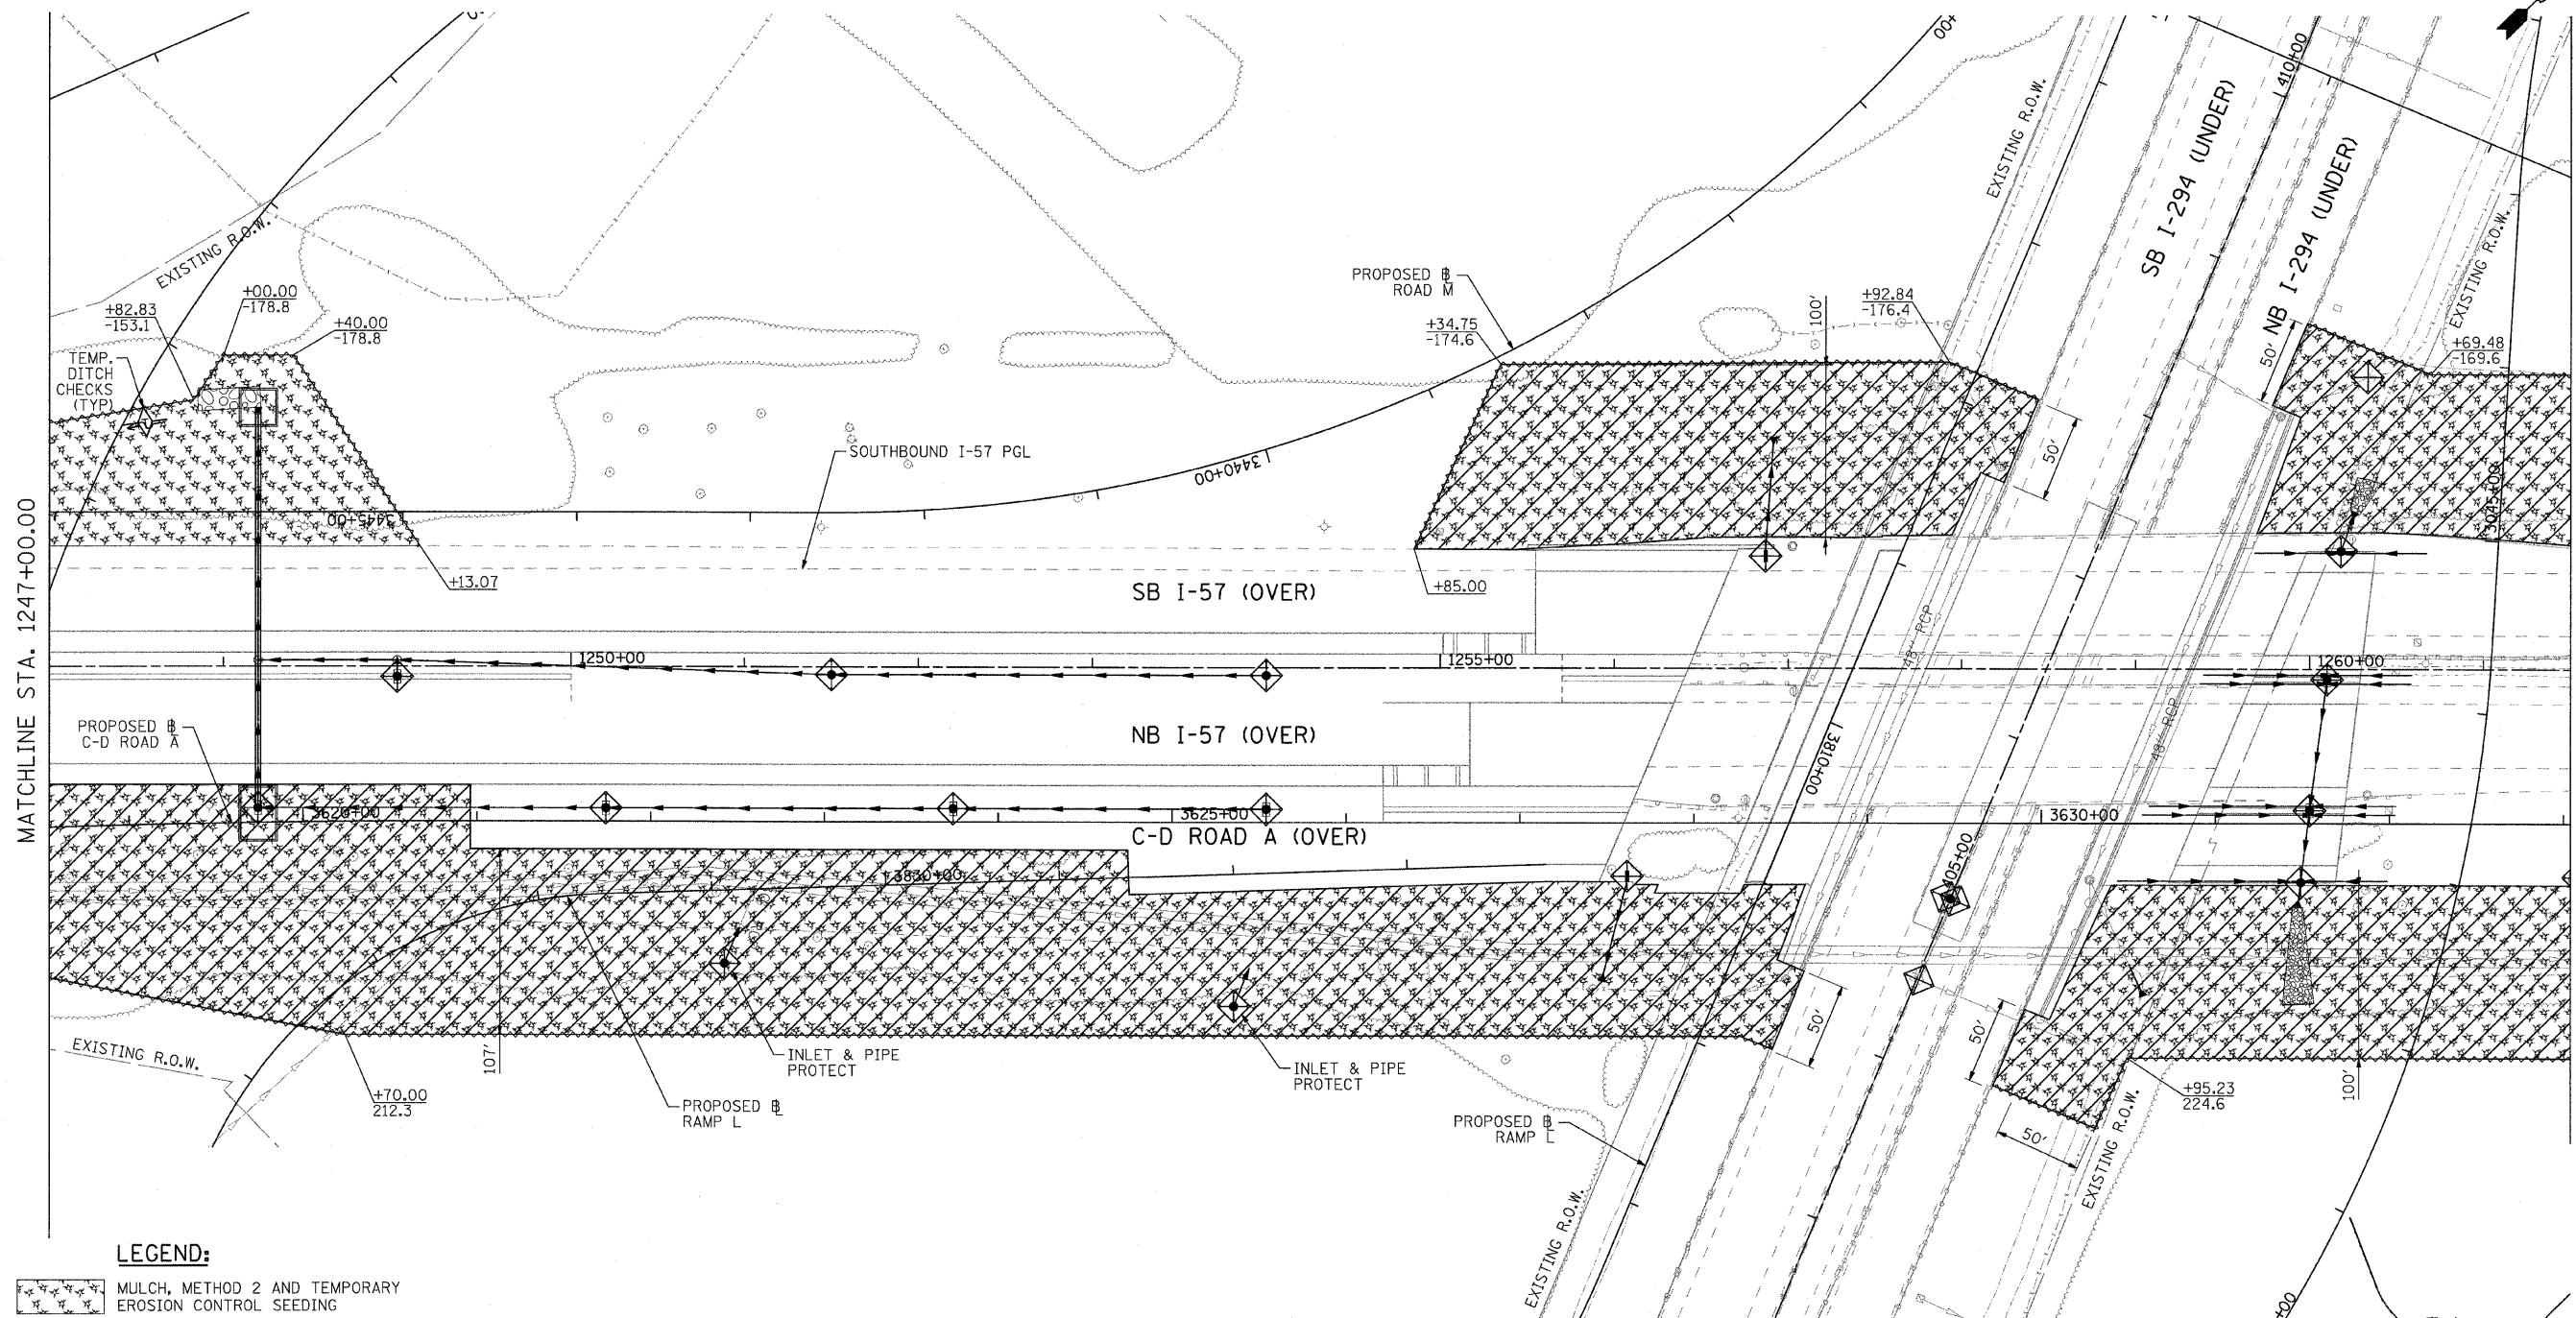 MATCHLINE STA. 1247+00.00
EXISTING R.O.W.
+82.83
-153.1
+00.00
-178.8
+40.00
-178.8
TEMP.
DITCH
CHECKS
(TYP)
3445+00
+13.07
SOUTHBOUND I-57 PGL
3440+00
PROPOSED ROAD M
+34.75
-174.6
100'
+92.84
-176.4
00+
EXISTING R.O.W.
SB I-294 (UNDER)
410+00
NB I-294 (UNDER)
50'
EXISTING R.O.W.
+69.48
-169.6
50'
3045+00
SB I-57 (OVER)
+85.00
48" RCP
1250+00
1255+00
1260+00
PROPOSED
C-D ROAD A
NB I-57 (OVER)
3810+00
48" RCP
3620+00
3625+00
3630+00
C-D ROAD A (OVER)
3830+00
405+00
EXISTING R.O.W.
107'
+70.00
212.3
INLET & PIPE
PROTECT
INLET & PIPE
PROTECT
PROPOSED
RAMP L
PROPOSED
RAMP L
50'
50'
50'
+95.23
224.6
100'
EXISTING R.O.W.
EXISTING R.O.W.
+00
LEGEND:
MULCH, METHOD 2 AND TEMPORARY
EROSION CONTROL SEEDING